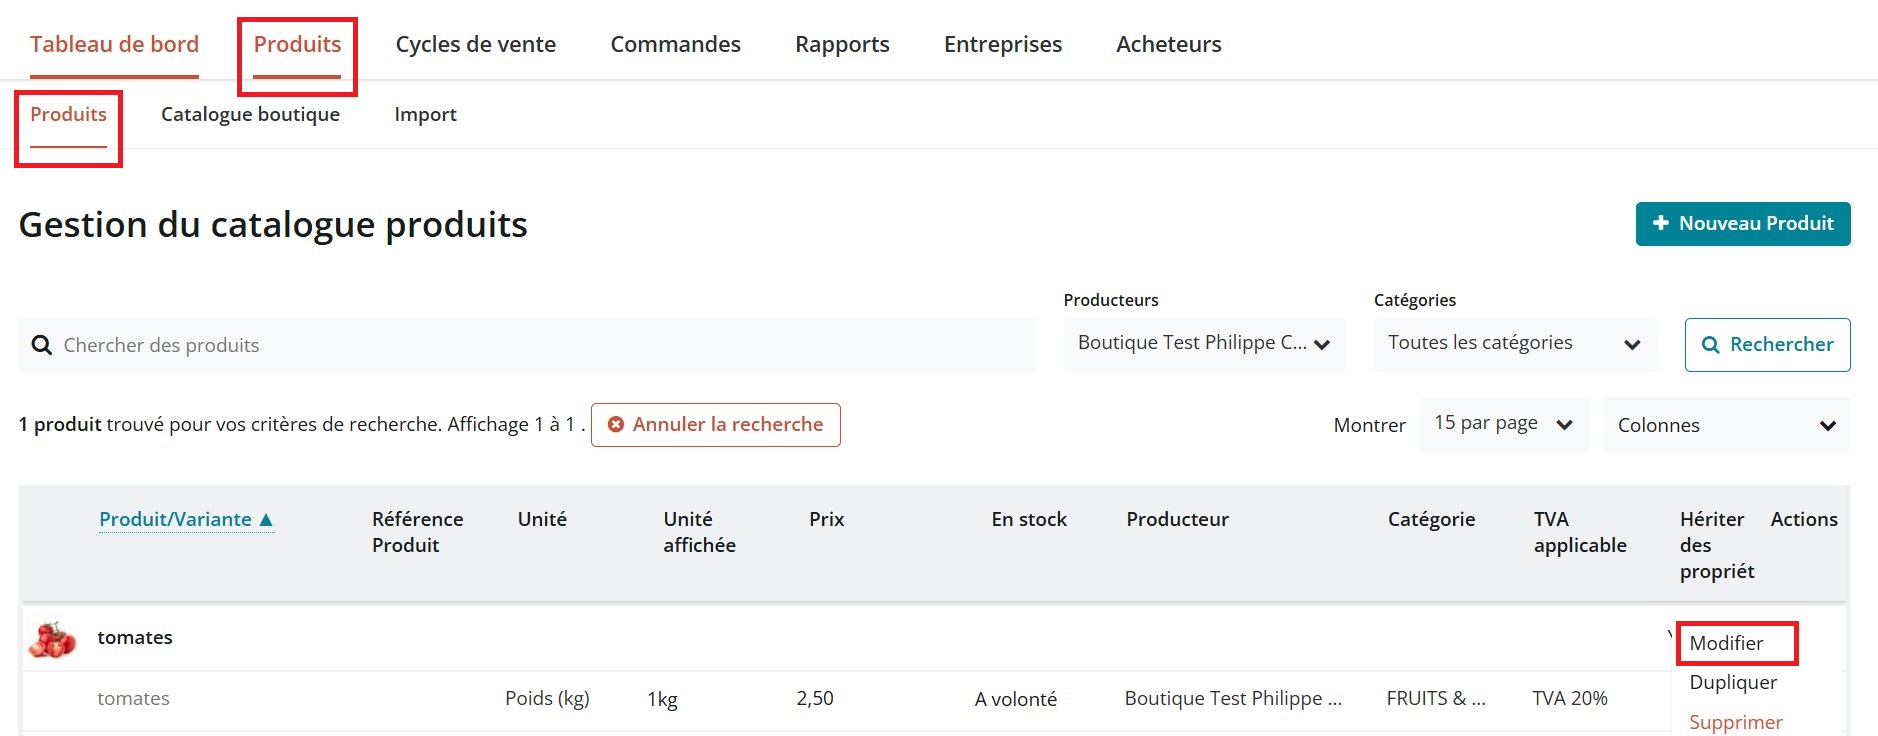 Tableau de bord Produits Cycles de vente Commandes Rapports Entreprises Acheteurs
Produits Catalogue boutique Import
Gestion du catalogue produits
+ Nouveau Produit
Producteurs Catégories
Chercher des produits Boutique Test Philippe C... Toutes les catégories Rechercher
1 produit trouvé pour vos critères de recherche. Affichage 1 à 1 . Annuler la recherche Montrer 15 par page Colonnes
Produit/Variante ▲ Référence Unité Unité Prix En stock Producteur Catégorie TVA Hériter Actions
Produit affichée applicable des
propriét
tomates Modifier
Dupliquer
tomates Poids (kg) 1kg 2,50 A volonté Boutique Test Philippe ... FRUITS & ... TVA 20%
Supprimer